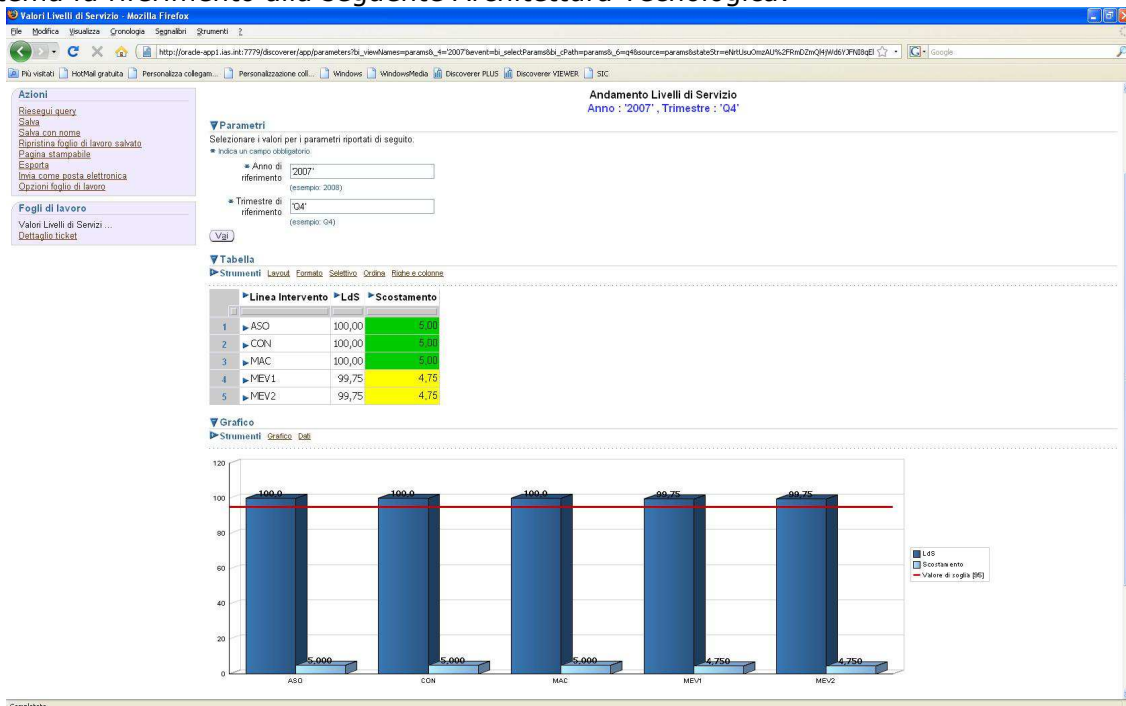 tema fa riferimento alla seguente Architettura Tecnologica:
Valori Livelli di Servizio - Mozilla Firefox
File Modifica Visualizza Cronologia Segnalibri Strumenti ?
Google
Più visitati HotMail gratuita Personalizza collegam... Personalizzazione coll... Windows WindowsMedia Discoverer PLUS Discoverer VIEWER SIC
Azioni
Riesegui query
Salva
Salva con nome
Ripristina foglio di lavoro salvato
Pagina stampabile
Esporta
Invia come posta elettronica
Opzioni foglio di lavoro
Fogli di lavoro
Valori Livelli di Servizi ...
Dettaglio ticket
Andamento Livelli di Servizio
Anno : '2007' , Trimestre : 'Q4'
Parametri
Selezionare i valori per i parametri riportati di seguito.
* Indica un campo obbligatorio
* Anno di riferimento '2007'
(esempio: 2008)
* Trimestre di riferimento 'Q4'
(esempio: Q4)
Vai
Tabella
Strumenti Layout Formato Selettivo Ordina Righe e colonne
Linea Intervento LdS Scostamento
1 ASO 100,00 5,00
2 CON 100,00 5,00
3 MAC 100,00 5,00
4 MEV1 99,75 4,75
5 MEV2 99,75 4,75
Grafico
Strumenti Grafico Dati
120
100
80
60
40
20
0
100,0 100,0 100,0 99,75 99,75
5,000 5,000 5,000 4,750 4,750
ASO CON MAC MEV1 MEV2
LdS
Scostamento
Valore di soglia [95]
Completato